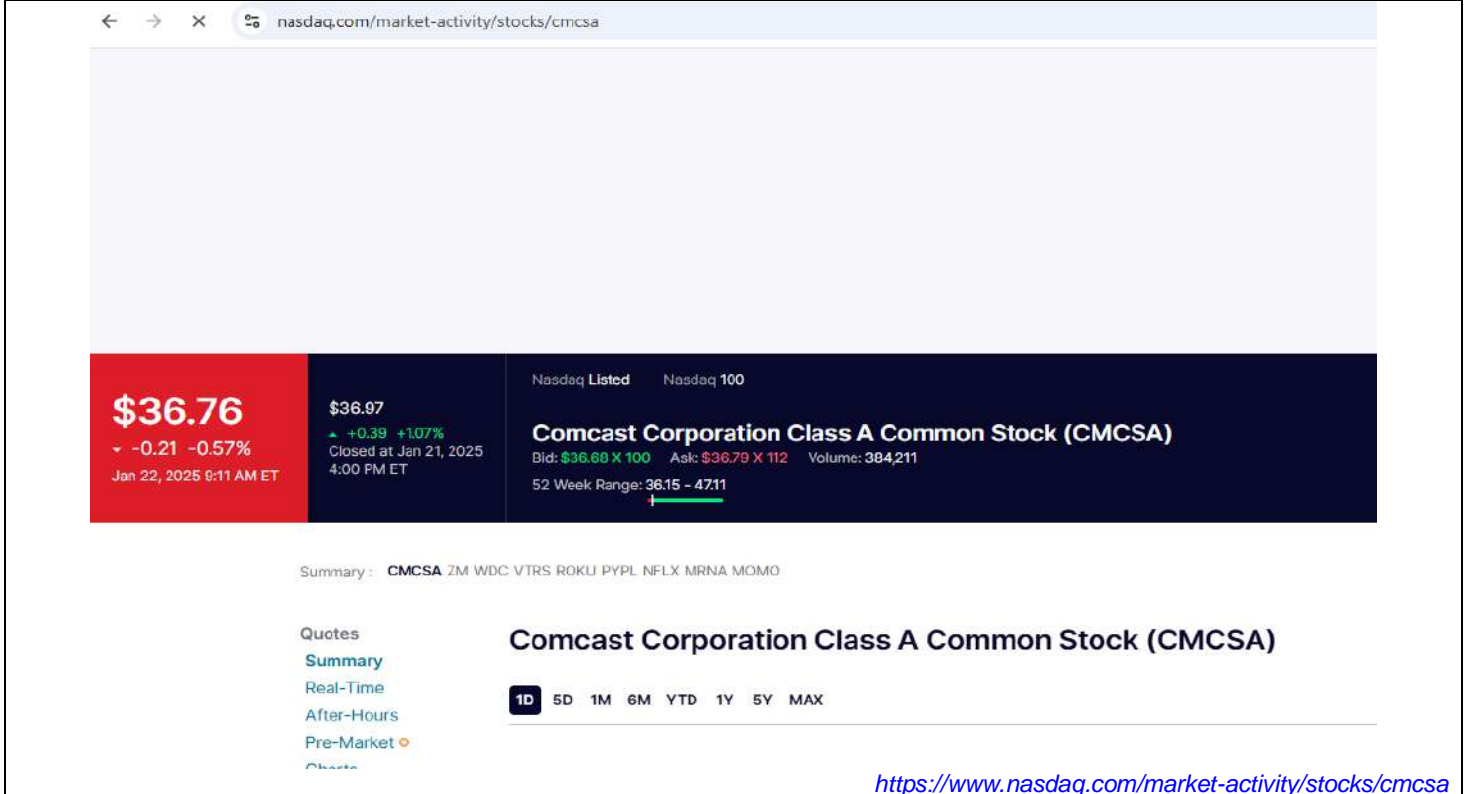 nasdaq.com/market-activity/stocks/cmcsa
$36.76
-0.21 -0.57%
Jan 22, 2025 9:11 AM ET
$36.97
+0.39 +1.07%
Closed at Jan 21, 2025
4:00 PM ET
Nasdaq Listed Nasdaq 100
Comcast Corporation Class A Common Stock (CMCSA)
Bid: $36.68 X 100 Ask: $36.79 X 112 Volume: 384,211
52 Week Range: 36.15 - 47.11
Summary : CMCSA ZM WDC VTRS ROKU PYPL NFLX MRNA MOMO
Quotes
Summary
Real-Time
After-Hours
Pre-Market
Charts
Comcast Corporation Class A Common Stock (CMCSA)
1D 5D 1M 6M YTD 1Y 5Y MAX
https://www.nasdaq.com/market-activity/stocks/cmcsa